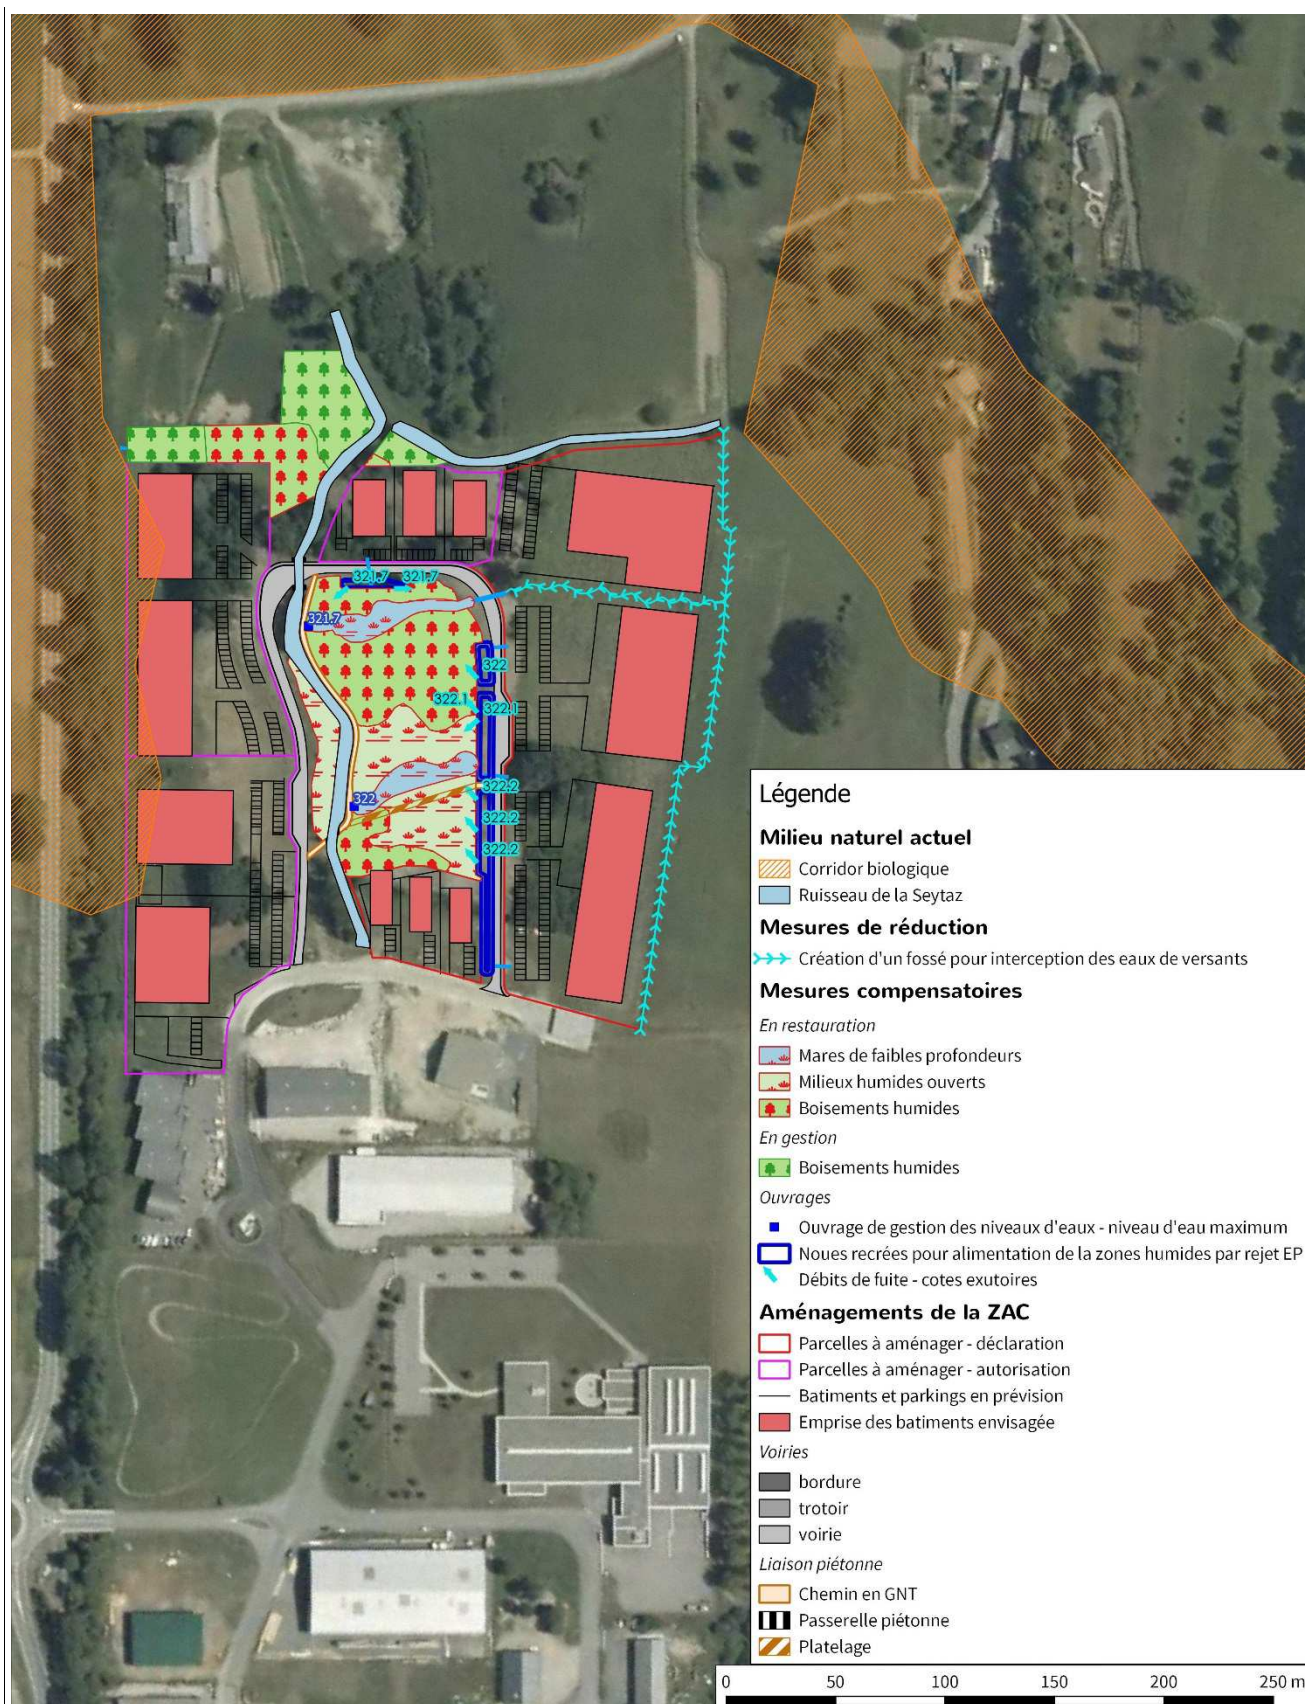 321.7 321.7
321.7
322
322.1
322.1
322.2
322
322.2
322.2
Légende
Milieu naturel actuel
Corridor biologique
Ruisseau de la Seytaz
Mesures de réduction
Création d'un fossé pour interception des eaux de versants
Mesures compensatoires
En restauration
Mares de faibles profondeurs
Milieux humides ouverts
Boisements humides
En gestion
Boisements humides
Ouvrages
Ouvrage de gestion des niveaux d'eaux - niveau d'eau maximum
Noues recrées pour alimentation de la zones humides par rejet EP
Débits de fuite - cotes exutoires
Aménagements de la ZAC
Parcelles à aménager - déclaration
Parcelles à aménager - autorisation
Batiments et parkings en prévision
Emprise des batiments envisagée
Voiries
bordure
trotoir
voirie
Liaison piétonne
Chemin en GNT
Passerelle piétonne
Platelage
0 50 100 150 200 250 m